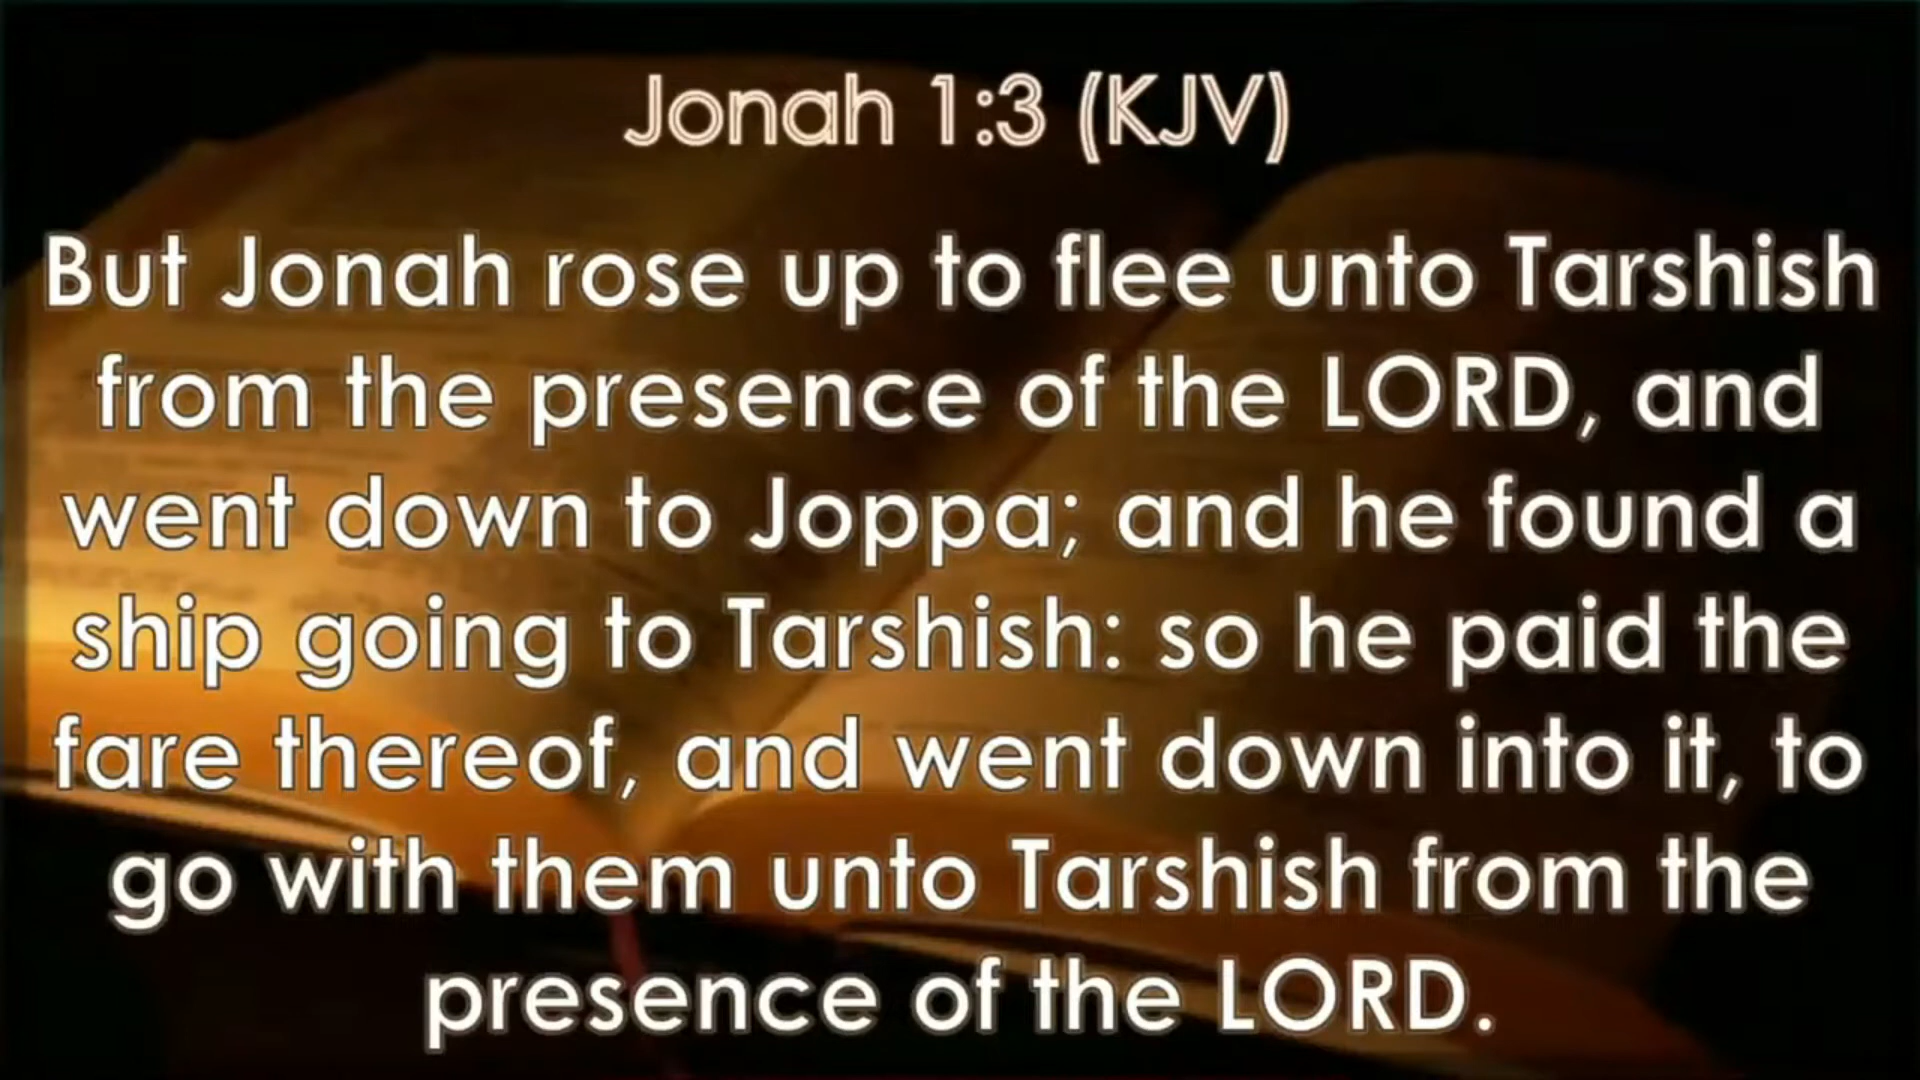 Jonah 1:3 (KJV)
But Jonah rose up to flee unto Tarshish
from the presence of the LORD, and
went down to Joppa; and he found a
ship going to Tarshish: so he paid the
fare thereof, and went down into it, to
go with them unto Tarshish from the
presence of the LORD.